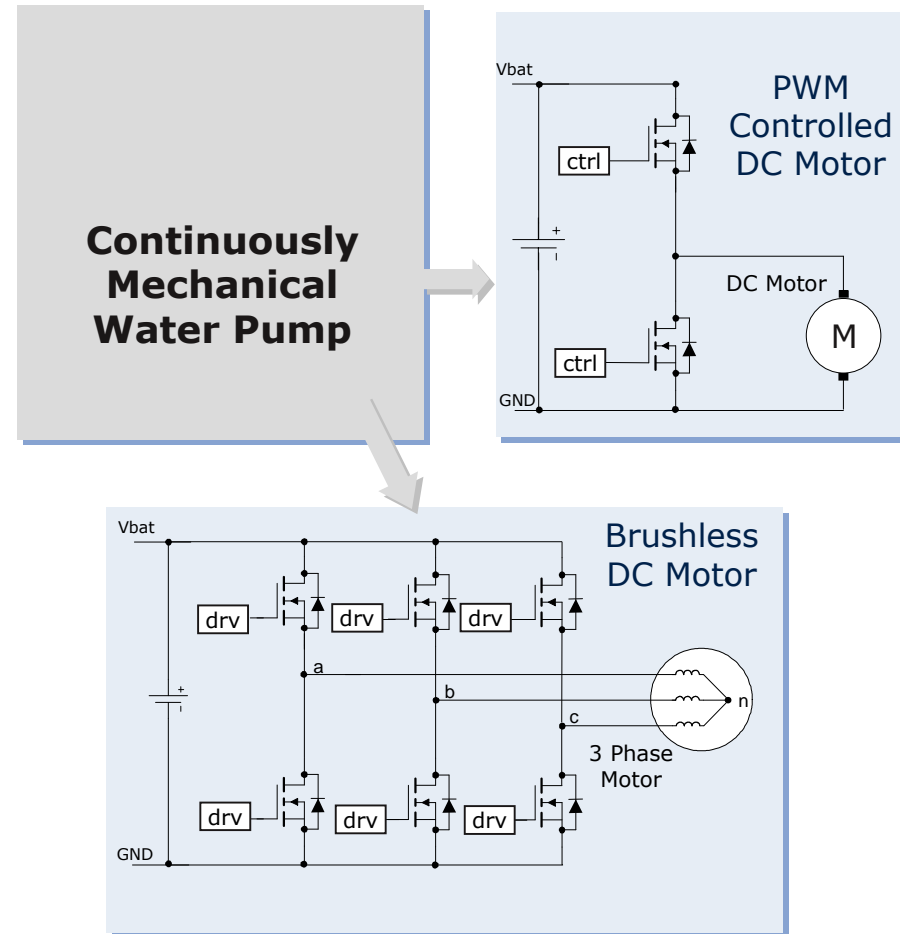 Continuously
Mechanical
Water Pump
PWM
Controlled
DC Motor
Vbat
ctrl
+
−
DC Motor
M
ctrl
GND
Brushless
DC Motor
Vbat
drv drv drv
a
b
c
n
+
−
3 Phase
Motor
drv drv drv
GND